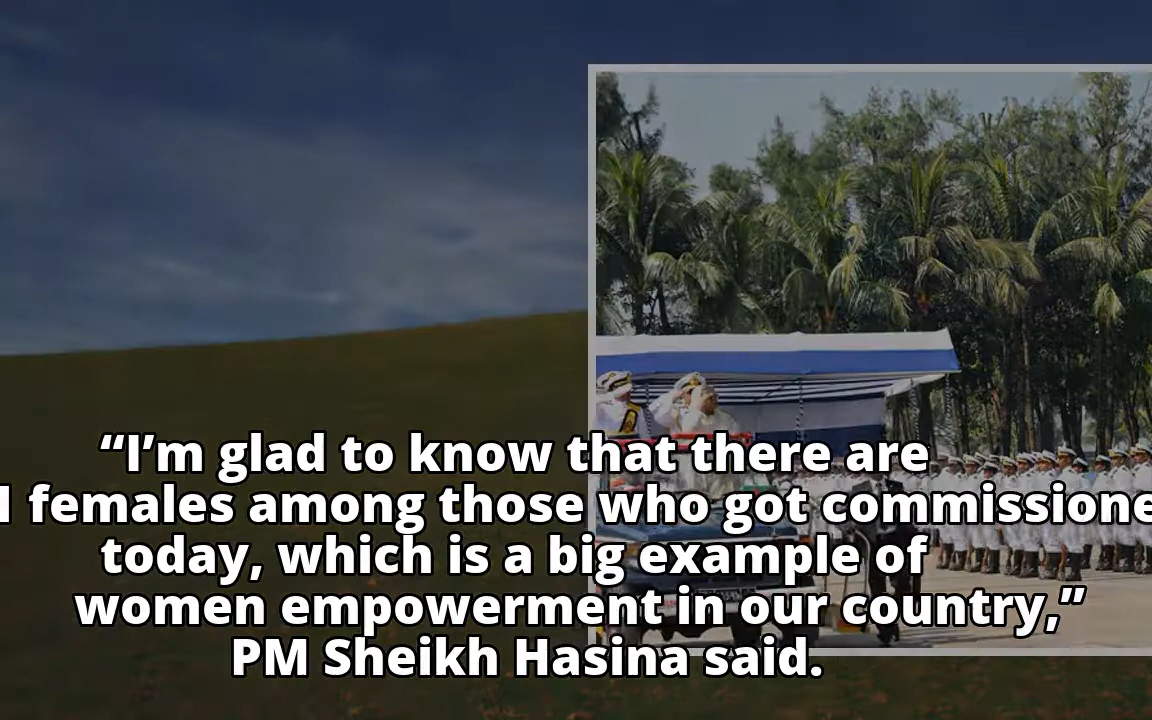 “I’m glad to know that there are
females among those who got commissione
today, which is a big example of
women empowerment in our country,”
PM Sheikh Hasina said.